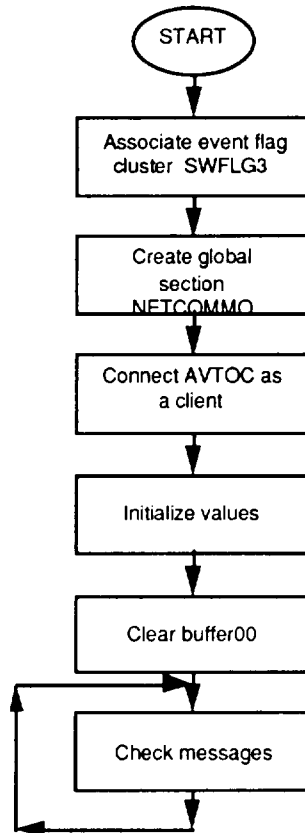 START
Associate event flag
cluster SWFLG3
Create global
section
NETCOMMO
Connect AVTOC as
a client
Initialize values
Clear buffer00
Check messages